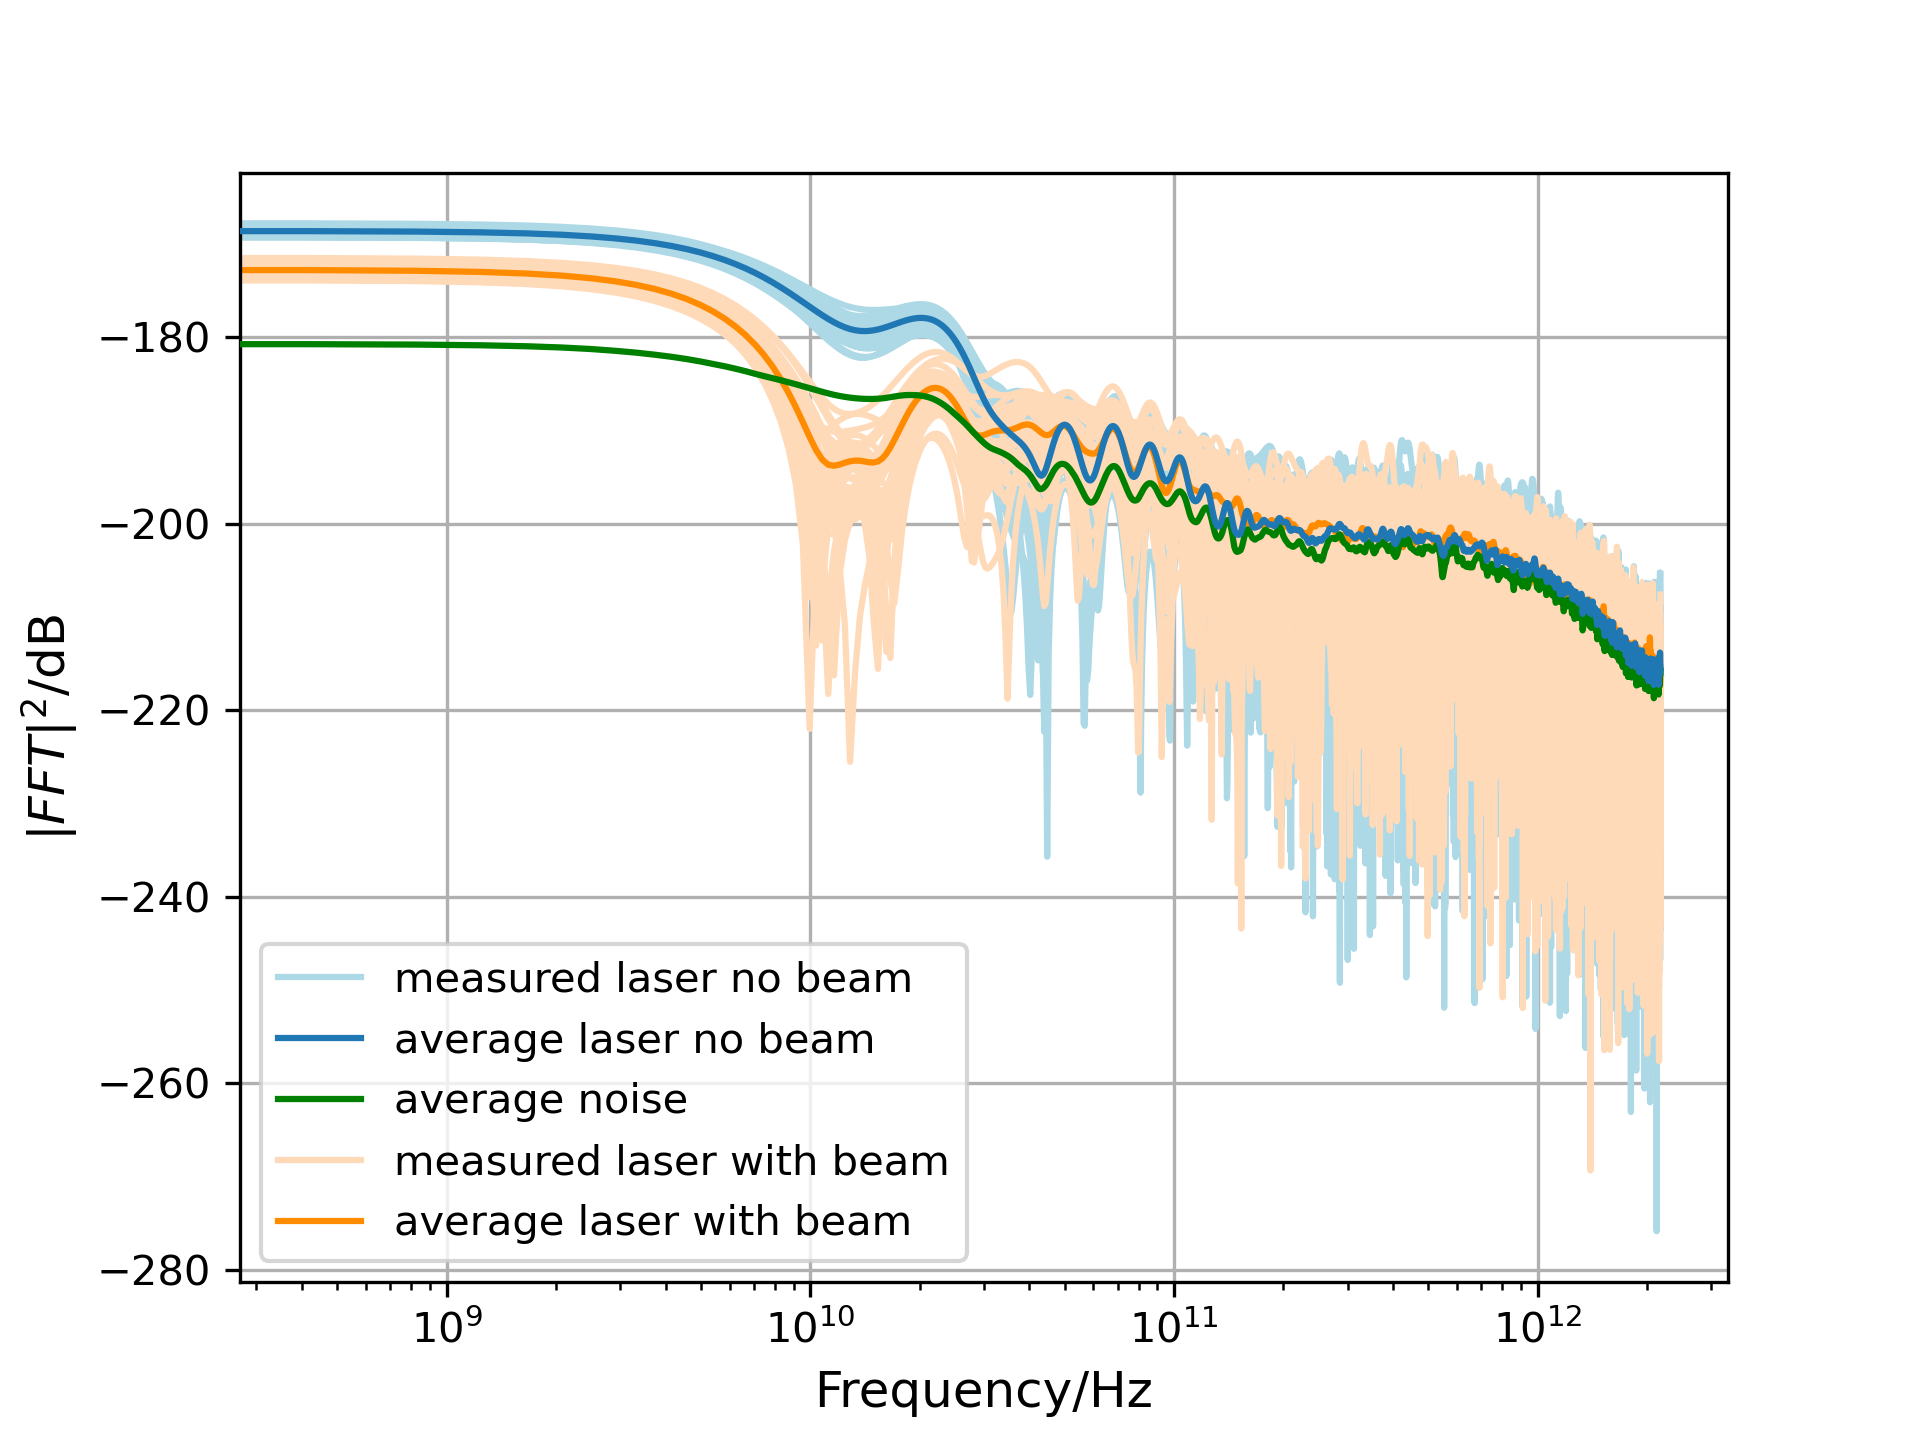 −180
−200
−220
−240
−260
−280
|FFT|²/dB
measured laser no beam
average laser no beam
average noise
measured laser with beam
average laser with beam
10⁹
10¹⁰
10¹¹
10¹²
Frequency/Hz